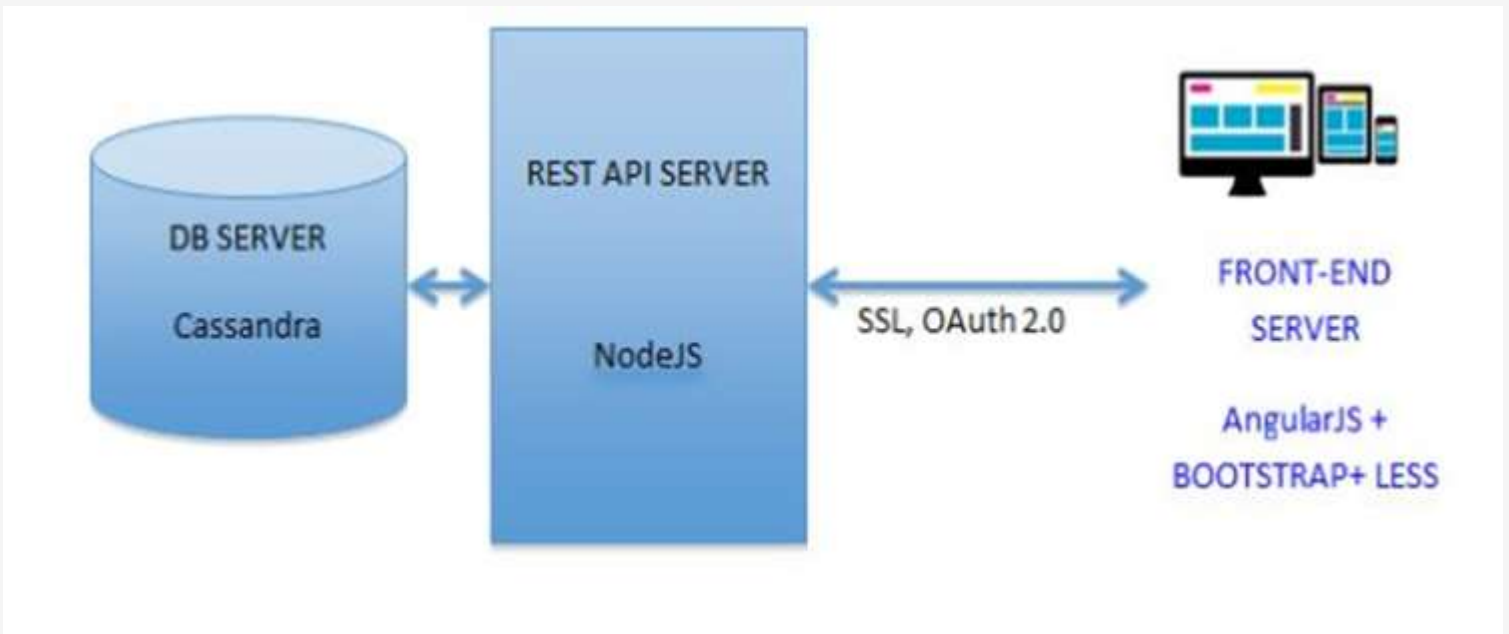 DB SERVER
Cassandra
REST API SERVER
NodeJS
SSL, OAuth 2.0
FRONT-END
SERVER
AngularJS +
BOOTSTRAP+ LESS